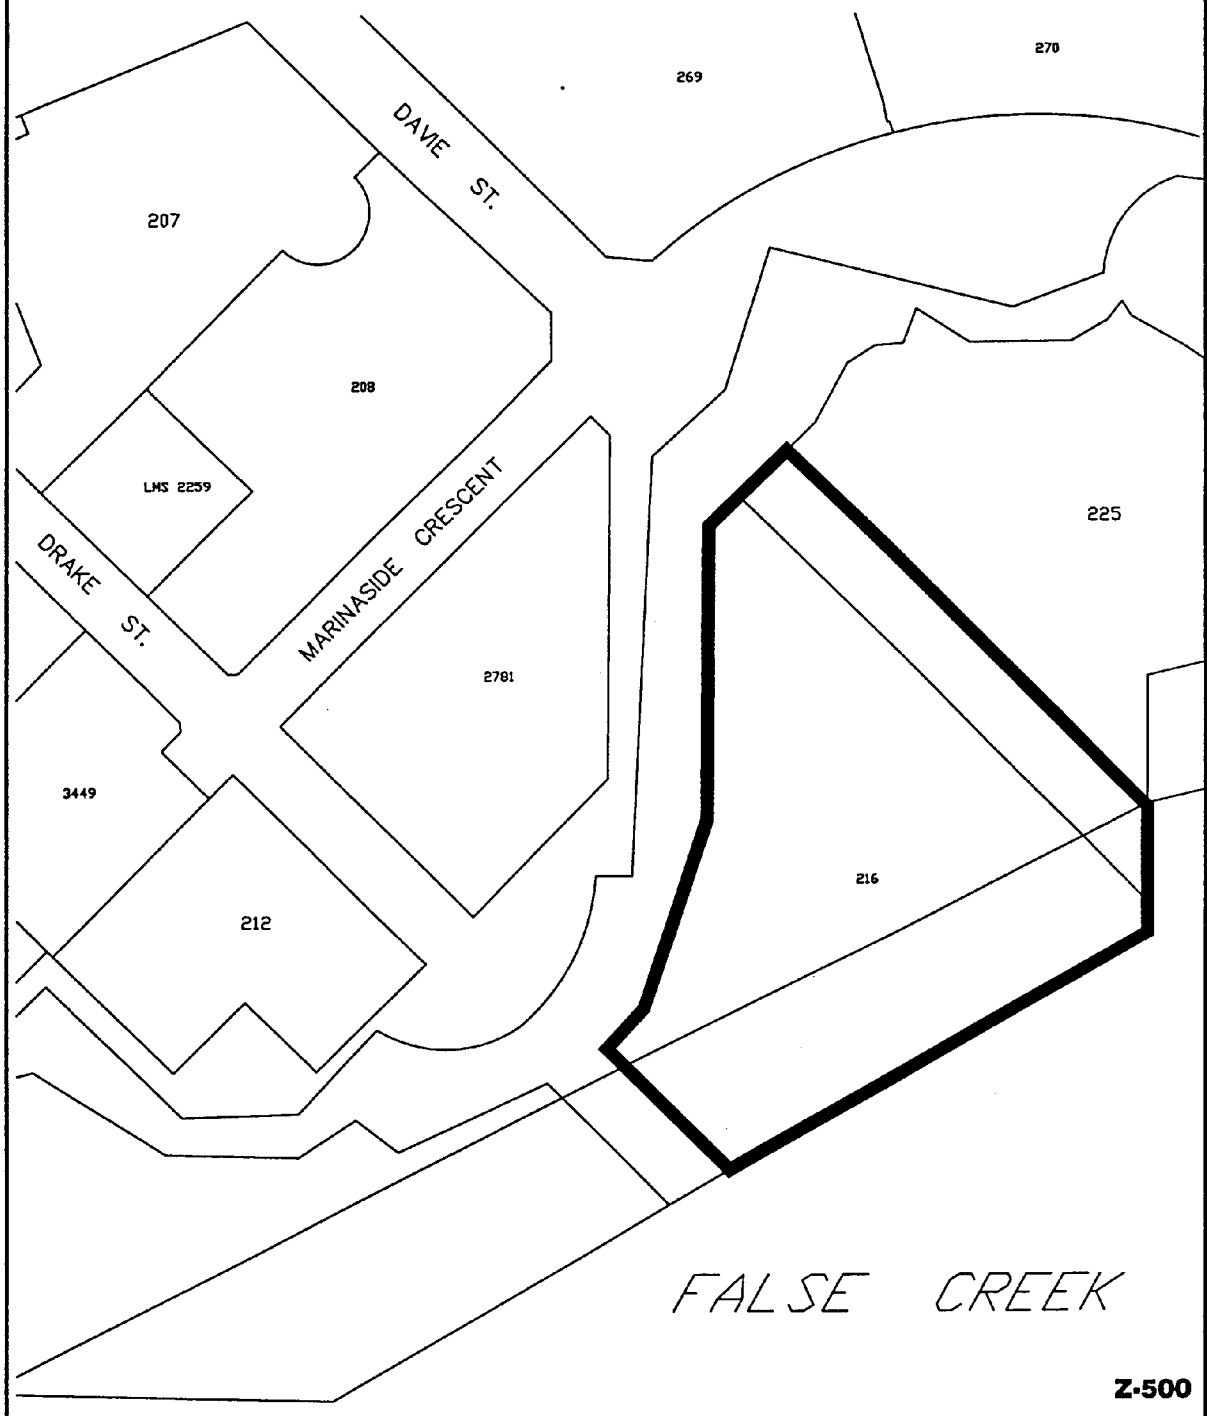 270
269
DAVIE ST.
207
208
LMS 2259
MARINASIDE CRESCENT
225
DRAKE ST.
2781
3449
216
212
FALSE CREEK
Z-500